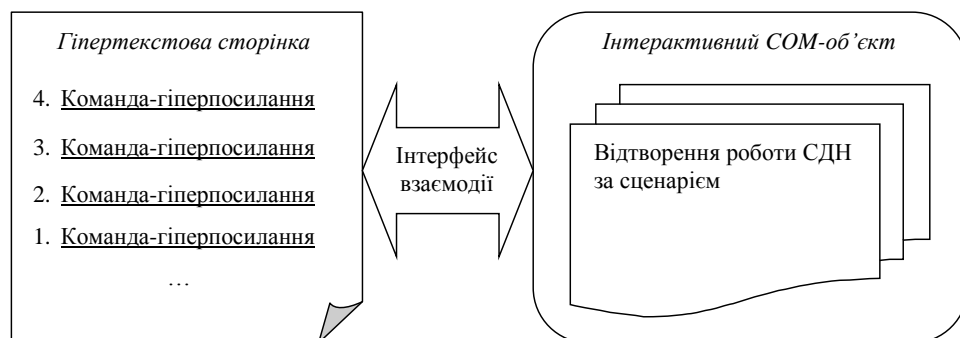 Гіпертекстова сторінка
4. Команда-гіперпосилання
3. Команда-гіперпосилання
2. Команда-гіперпосилання
1. Команда-гіперпосилання
…
Інтерфейс
взаємодії
Інтерактивний COM-об’єкт
Відтворення роботи СДН
за сценарієм